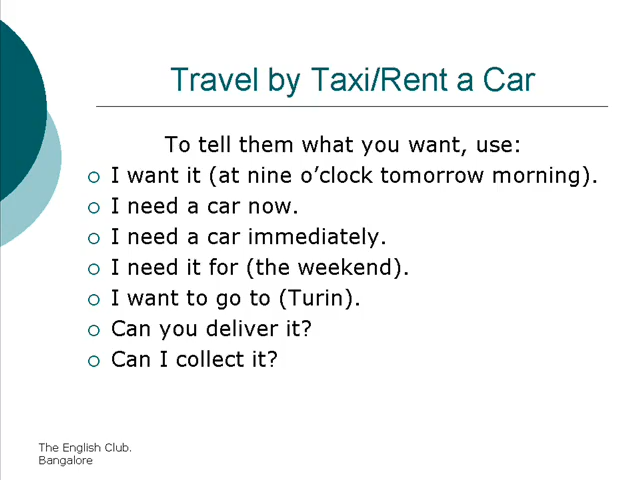 Travel by Taxi/Rent a Car
To tell them what you want, use:
I want it (at nine o’clock tomorrow morning).
I need a car now.
I need a car immediately.
I need it for (the weekend).
I want to go to (Turin).
Can you deliver it?
Can I collect it?
The English Club.
Bangalore